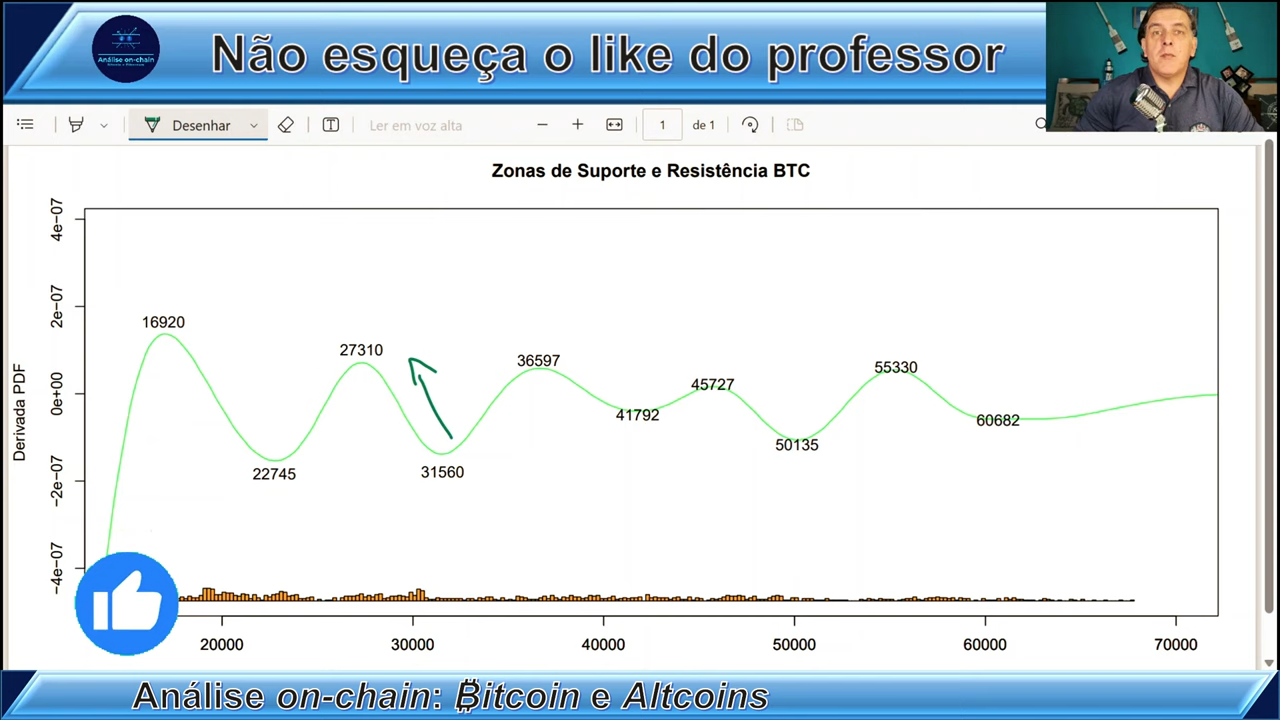 Não esqueça o like do professor
Análise on-chain
Desenhar
Ler em voz alta
1
de 1
Zonas de Suporte e Resistência BTC
Derivada PDF
4e−07
2e−07
0e+00
−2e−07
−4e−07
16920
27310
36597
45727
55330
22745
31560
41792
50135
60682
20000
30000
40000
50000
60000
70000
Análise on-chain: ₿itcoin e Altcoins